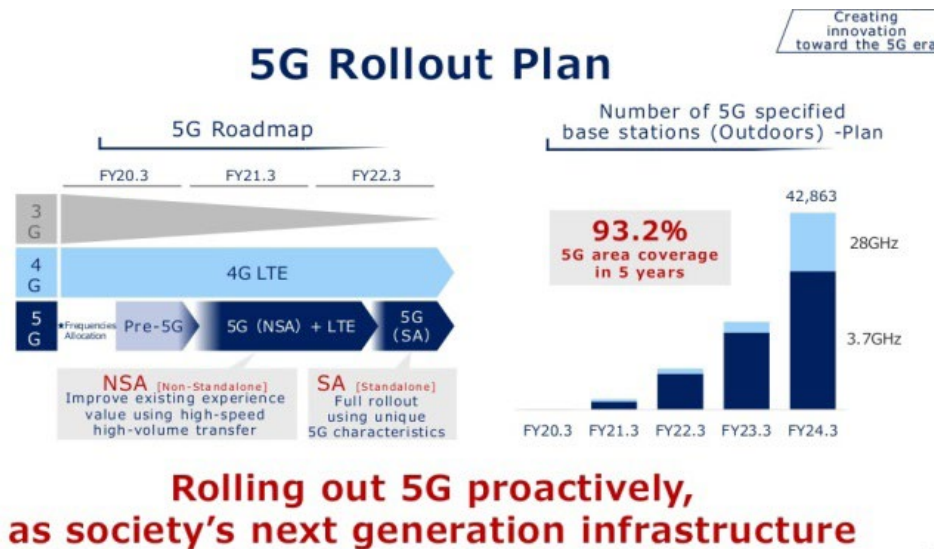 Creating
innovation
toward the 5G era
5G Rollout Plan
5G Roadmap
FY20.3
FY21.3
FY22.3
3
G
4
G
4G LTE
5
G
★Frequencies
Allocation
Pre-5G
5G (NSA) + LTE
5G
(SA)
NSA [Non-Standalone]
Improve existing experience
value using high-speed
high-volume transfer
SA [Standalone]
Full rollout
using unique
5G characteristics
Number of 5G specified
base stations (Outdoors) -Plan
93.2%
5G area coverage
in 5 years
42,863
28GHz
3.7GHz
FY20.3
FY21.3
FY22.3
FY23.3
FY24.3
Rolling out 5G proactively,
as society's next generation infrastructure